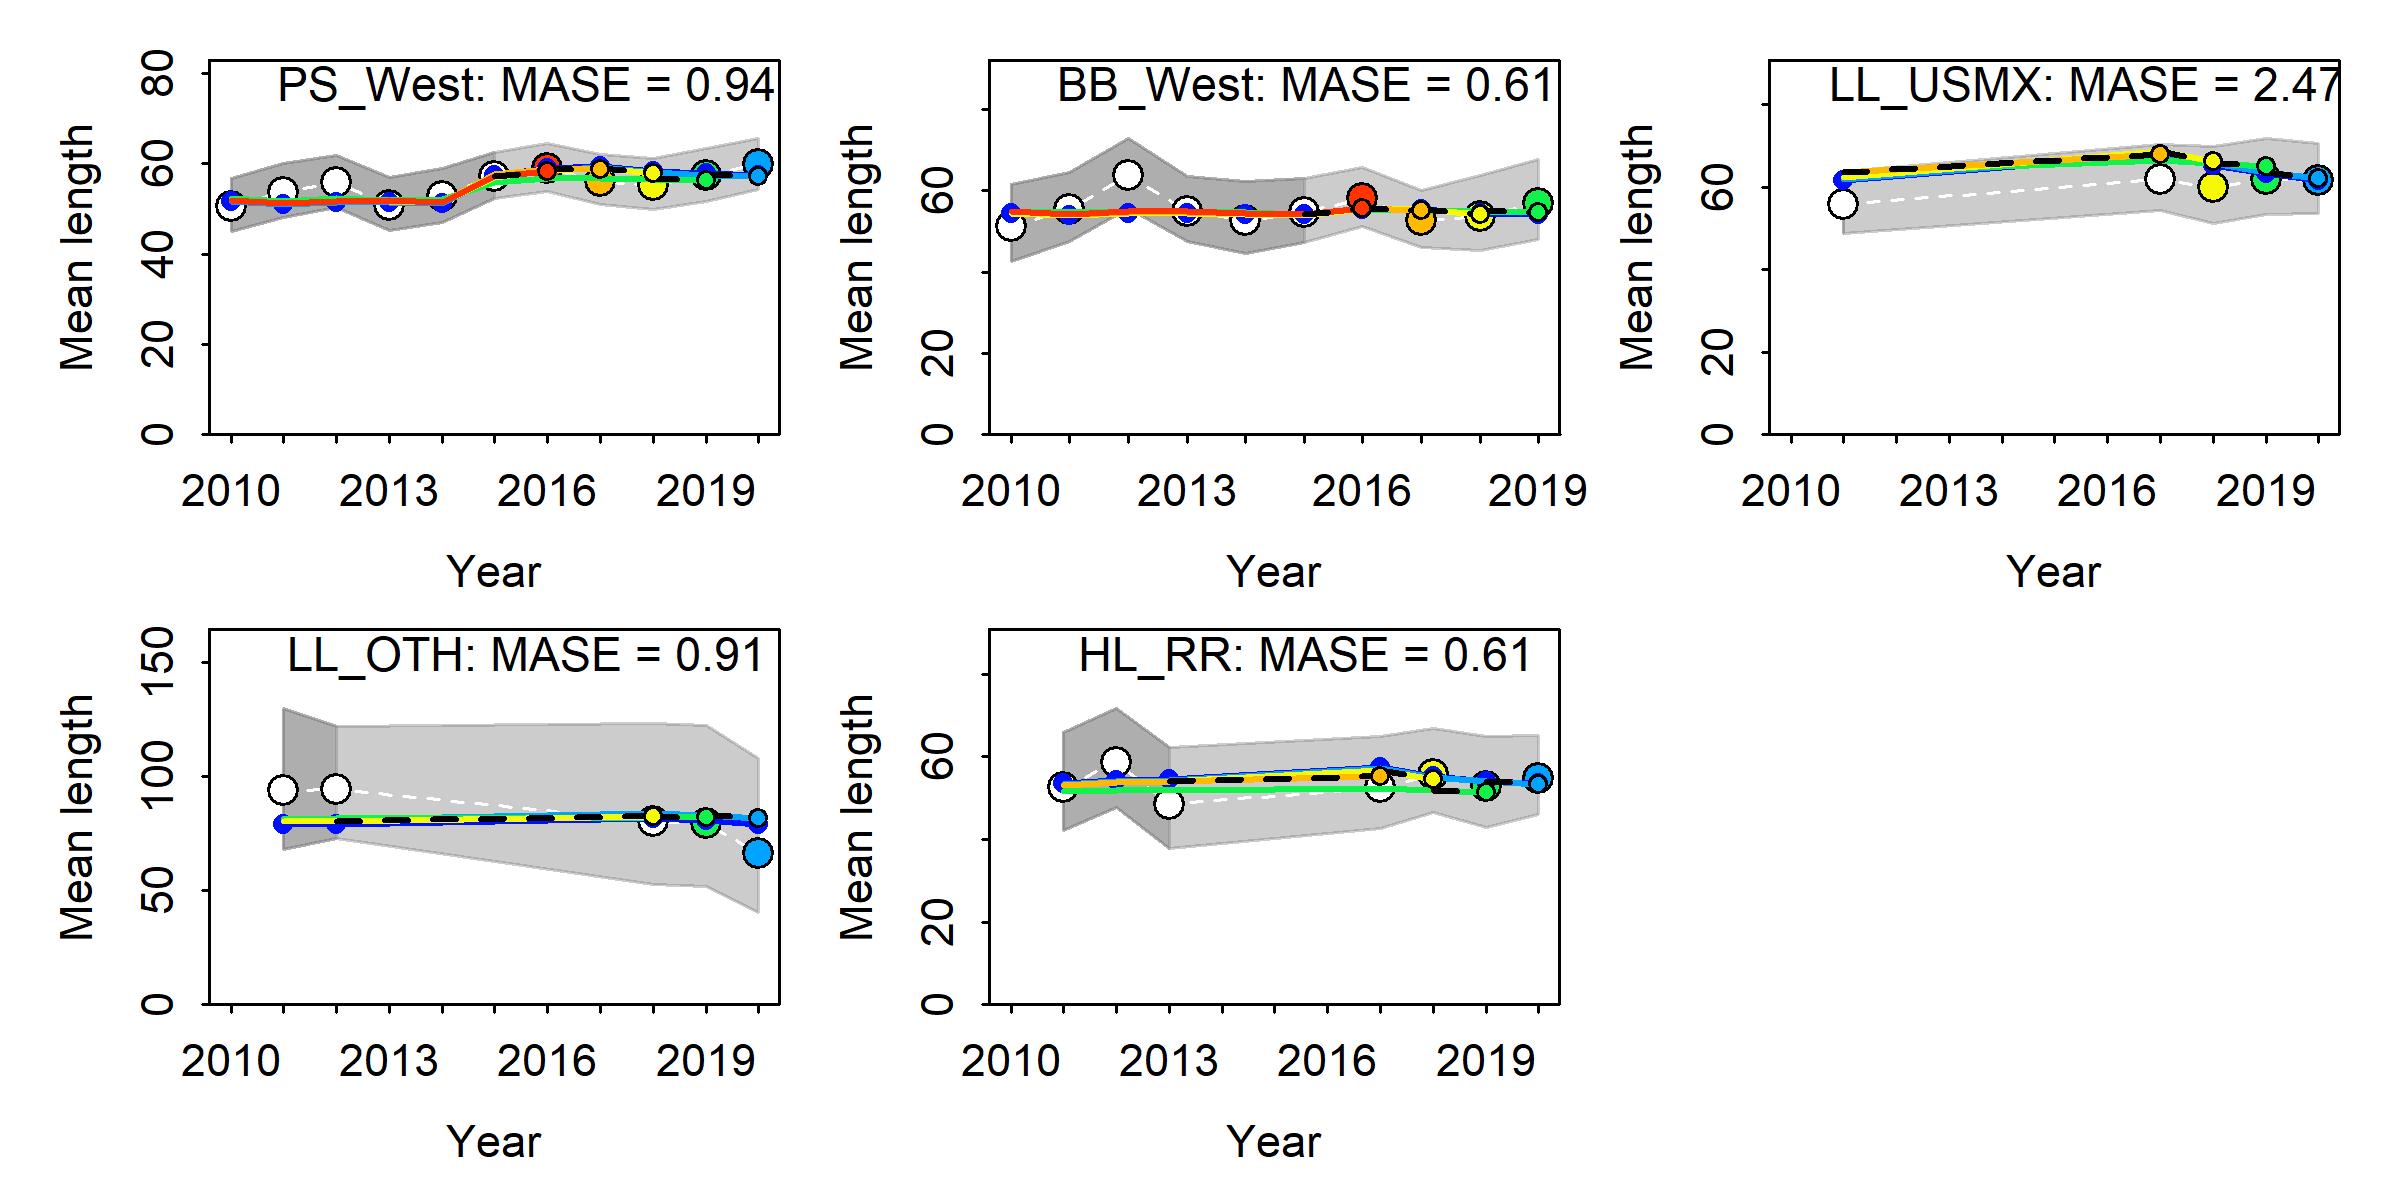 PS_West: MASE = 0.94
Mean length
0 20 40 60 80
2010 2013 2016 2019
Year
BB_West: MASE = 0.61
Mean length
0 20 60
2010 2013 2016 2019
Year
LL_USMX: MASE = 2.47
Mean length
0 20 60
2010 2013 2016 2019
Year
LL_OTH: MASE = 0.91
Mean length
0 50 100 150
2010 2013 2016 2019
Year
HL_RR: MASE = 0.61
Mean length
0 20 60
2010 2013 2016 2019
Year